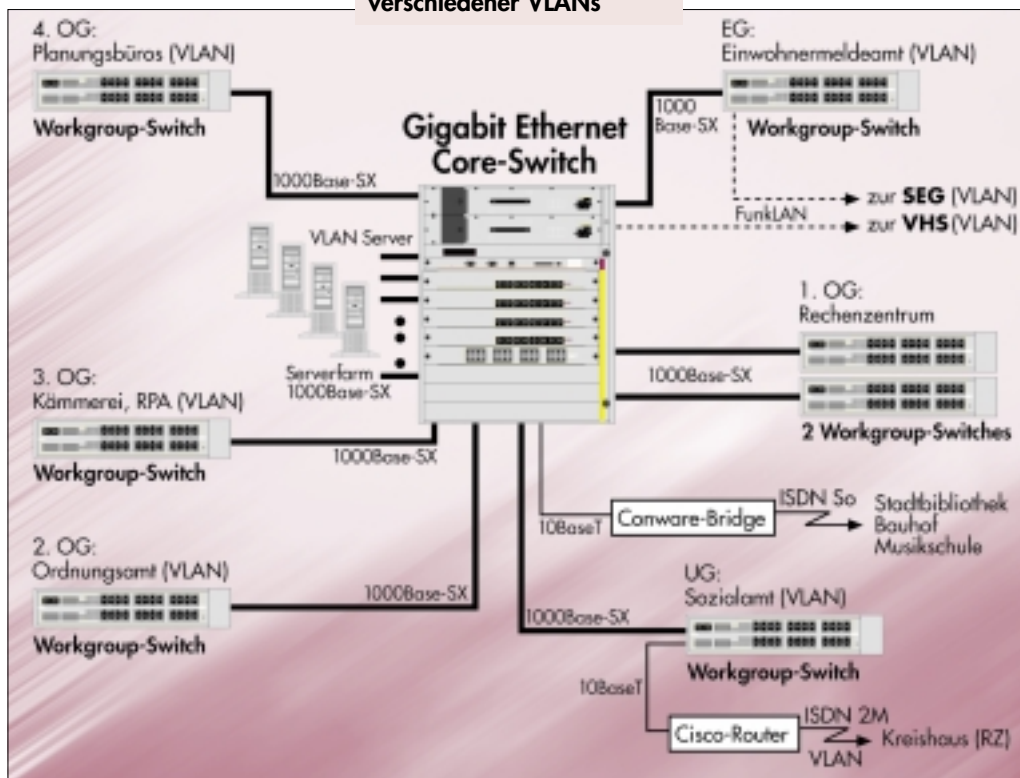 verschiedener VLANs
4. OG:
Planungsbüros (VLAN)
Workgroup-Switch
1000Base-SX
Gigabit Ethernet
Core-Switch
EG:
Einwohnermeldeamt (VLAN)
1000
Base-SX
Workgroup-Switch
zur SEG (VLAN)
FunkLAN
zur VHS (VLAN)
VLAN Server
Serverfarm
1000Base-SX
1. OG:
Rechenzentrum
1000Base-SX
2 Workgroup-Switches
3. OG:
Kämmerei, RPA (VLAN)
Workgroup-Switch
1000Base-SX
10BaseT
Conware-Bridge
ISDN So
Stadtbibliothek
Bauhof
Musikschule
2. OG:
Ordnungsamt (VLAN)
Workgroup-Switch
1000Base-SX
UG:
Sozialamt (VLAN)
1000Base-SX
Workgroup-Switch
10BaseT
Cisco-Router
ISDN 2M
VLAN
Kreishaus (RZ)